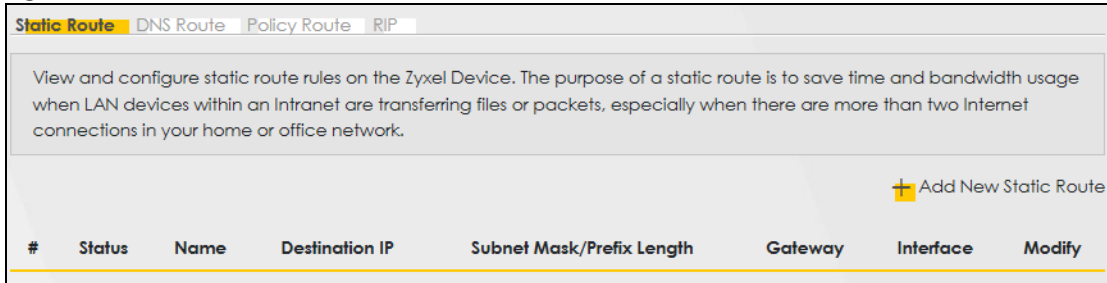 Static Route DNS Route Policy Route RIP
View and configure static route rules on the Zyxel Device. The purpose of a static route is to save time and bandwidth usage
when LAN devices within an Intranet are transferring files or packets, especially when there are more than two Internet
connections in your home or office network.
+ Add New Static Route
# Status Name Destination IP Subnet Mask/Prefix Length Gateway Interface Modify